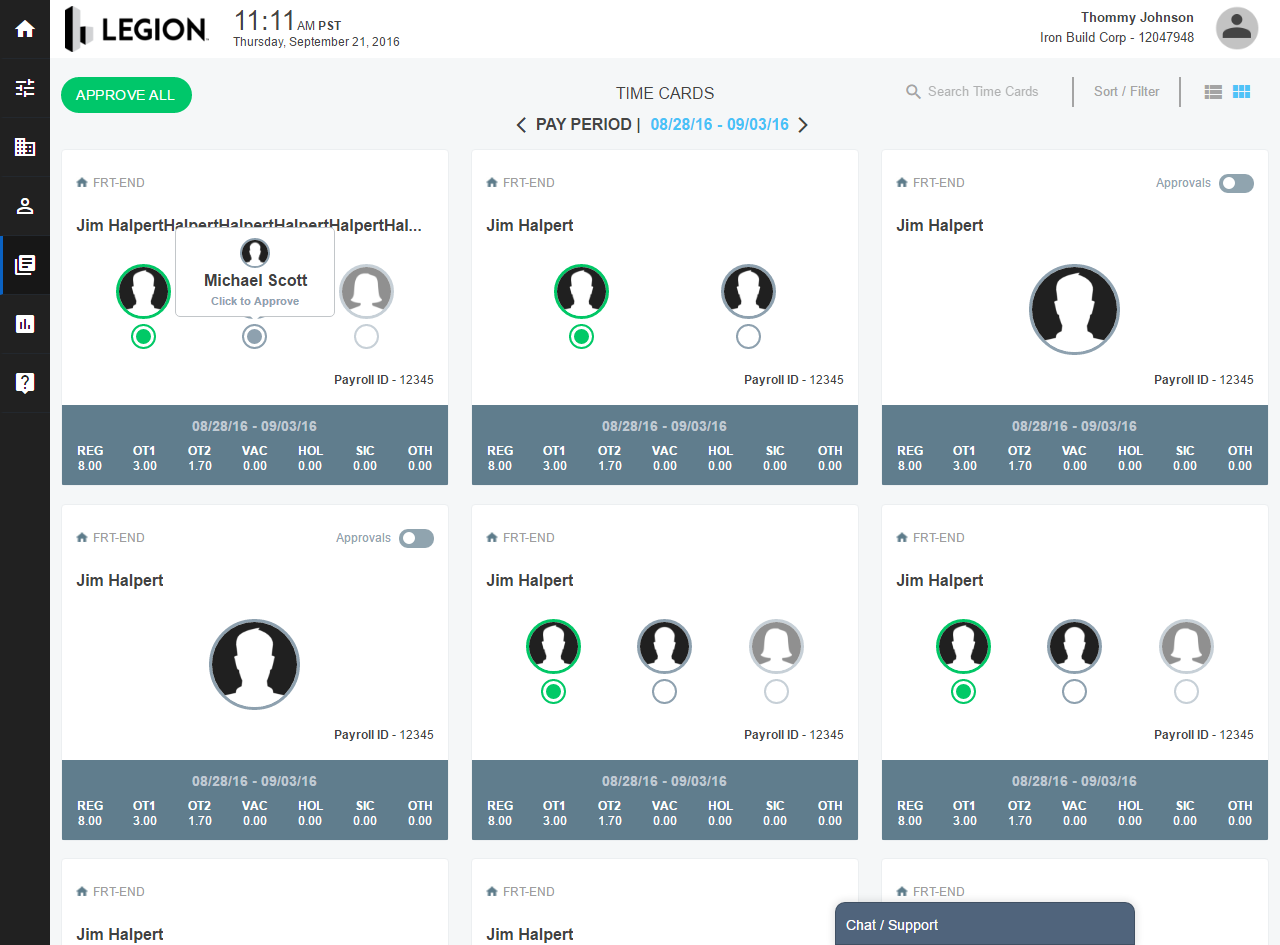 LEGION
11:11 AM PST
Thursday, September 21, 2016
Thommy Johnson
Iron Build Corp - 12047948
APPROVE ALL
TIME CARDS
Search Time Cards
Sort / Filter
PAY PERIOD | 08/28/16 - 09/03/16
FRT-END
Jim HalpertHalpertHalpertHalpertHalpertHal...
Michael Scott
Click to Approve
Payroll ID - 12345
08/28/16 - 09/03/16
REG OT1 OT2 VAC HOL SIC OTH
8.00 3.00 1.70 0.00 0.00 0.00 0.00
FRT-END
Jim Halpert
Payroll ID - 12345
08/28/16 - 09/03/16
REG OT1 OT2 VAC HOL SIC OTH
8.00 3.00 1.70 0.00 0.00 0.00 0.00
FRT-END
Approvals
Jim Halpert
Payroll ID - 12345
08/28/16 - 09/03/16
REG OT1 OT2 VAC HOL SIC OTH
8.00 3.00 1.70 0.00 0.00 0.00 0.00
FRT-END
Approvals
Jim Halpert
Payroll ID - 12345
08/28/16 - 09/03/16
REG OT1 OT2 VAC HOL SIC OTH
8.00 3.00 1.70 0.00 0.00 0.00 0.00
FRT-END
Jim Halpert
Payroll ID - 12345
08/28/16 - 09/03/16
REG OT1 OT2 VAC HOL SIC OTH
8.00 3.00 1.70 0.00 0.00 0.00 0.00
FRT-END
Jim Halpert
Payroll ID - 12345
08/28/16 - 09/03/16
REG OT1 OT2 VAC HOL SIC OTH
8.00 3.00 1.70 0.00 0.00 0.00 0.00
FRT-END
Jim Halpert
FRT-END
Jim Halpert
FRT-END
Chat / Support